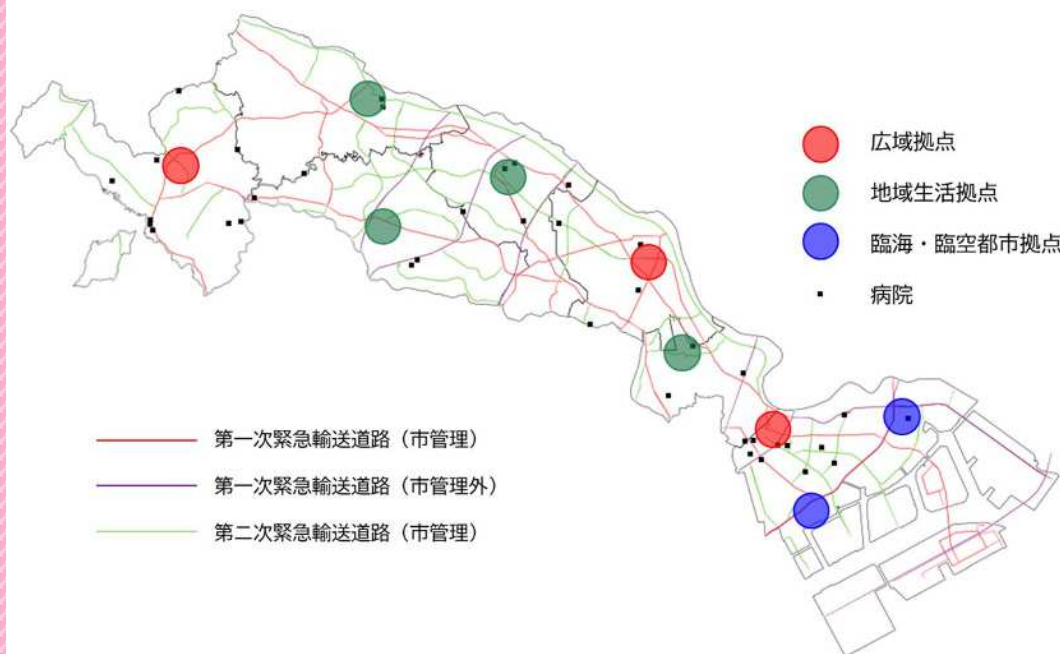 広域拠点
地域生活拠点
臨海・臨空都市拠点
病院
第一次緊急輸送道路（市管理）
第一次緊急輸送道路（市管理外）
第二次緊急輸送道路（市管理）